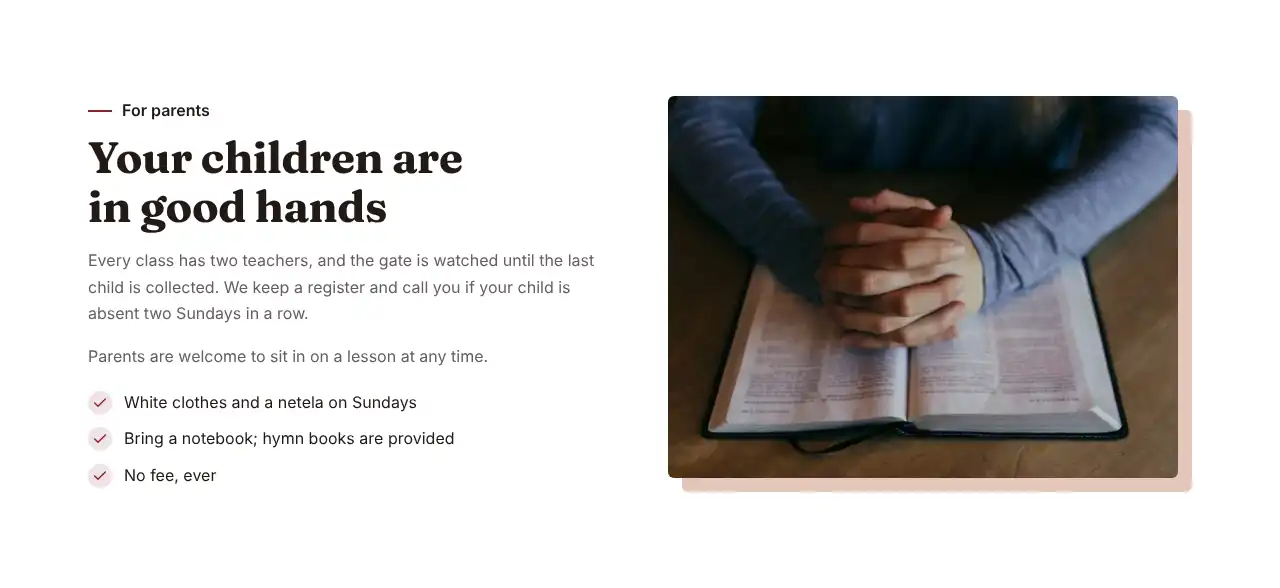 For parents
Your children are
in good hands
Every class has two teachers, and the gate is watched until the last
child is collected. We keep a register and call you if your child is
absent two Sundays in a row.
Parents are welcome to sit in on a lesson at any time.
White clothes and a netela on Sundays
Bring a notebook; hymn books are provided
No fee, ever